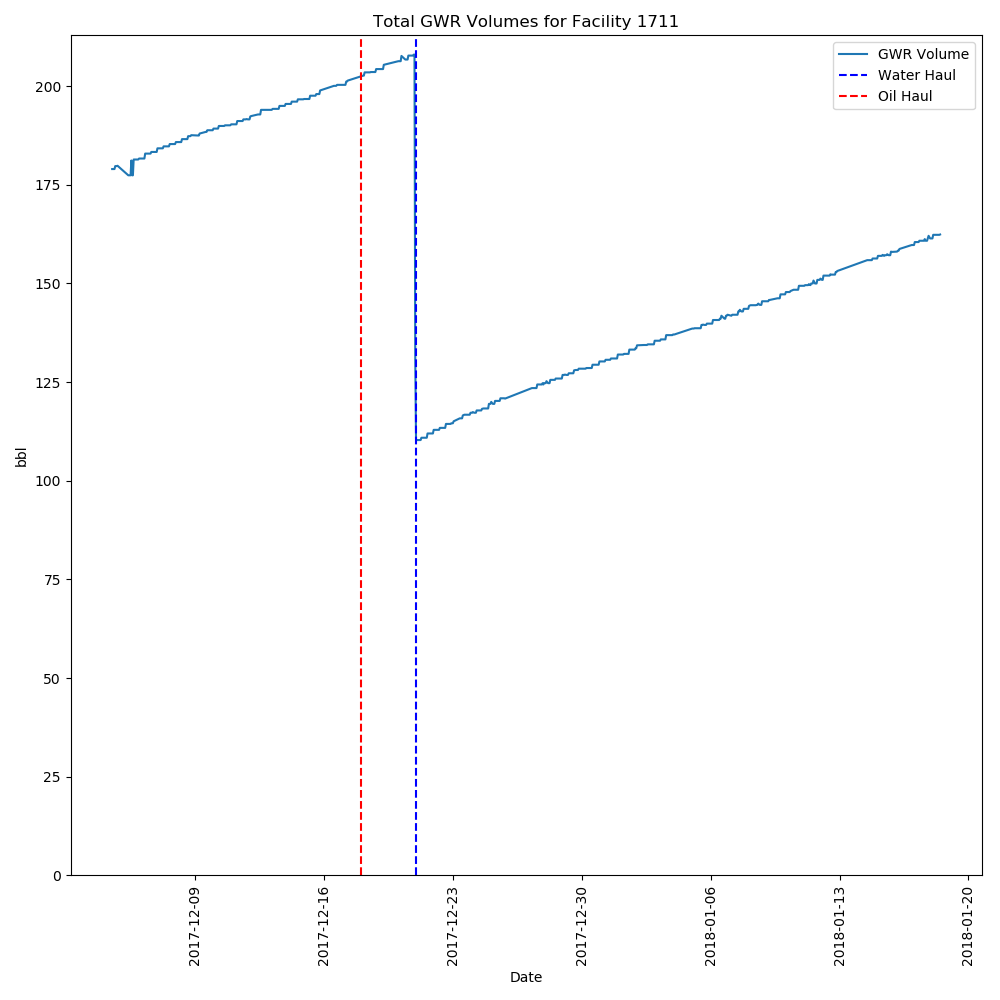 Total GWR Volumes for Facility 1711
GWR Volume
Water Haul
Oil Haul
200
175
150
125
100
75
50
25
0
bbl
2017-12-09
2017-12-16
2017-12-23
2017-12-30
2018-01-06
2018-01-13
2018-01-20
Date